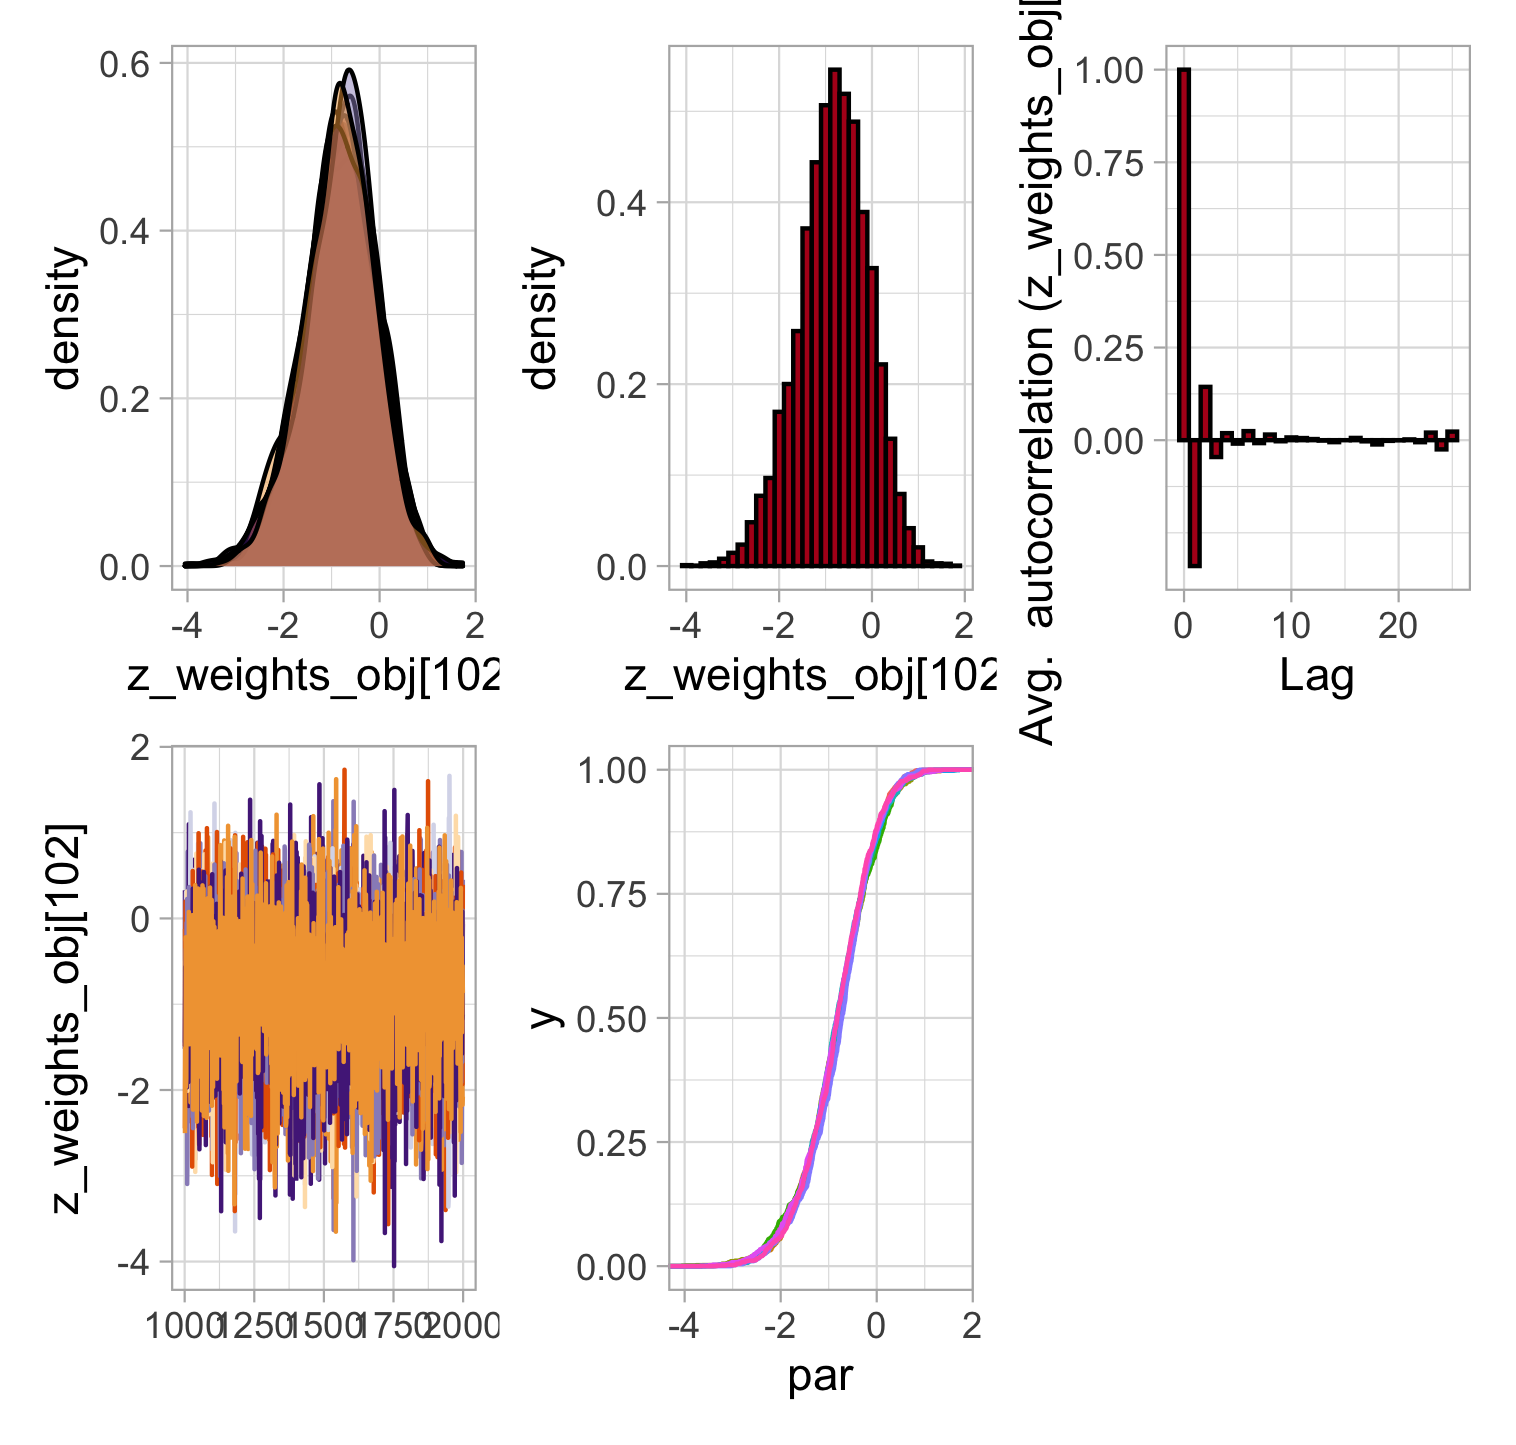 0.6
0.4
0.2
0.0
density
-4 -2 0 2
z_weights_obj[102
0.4
0.2
0.0
density
-4 -2 0 2
z_weights_obj[102
Avg. autocorrelation (z_weights_obj[
1.00
0.75
0.50
0.25
0.00
0 10 20
Lag
2
0
-2
-4
z_weights_obj[102]
1000 1250 1500 1750 2000
1.00
0.75
0.50
0.25
0.00
y
-4 -2 0 2
par